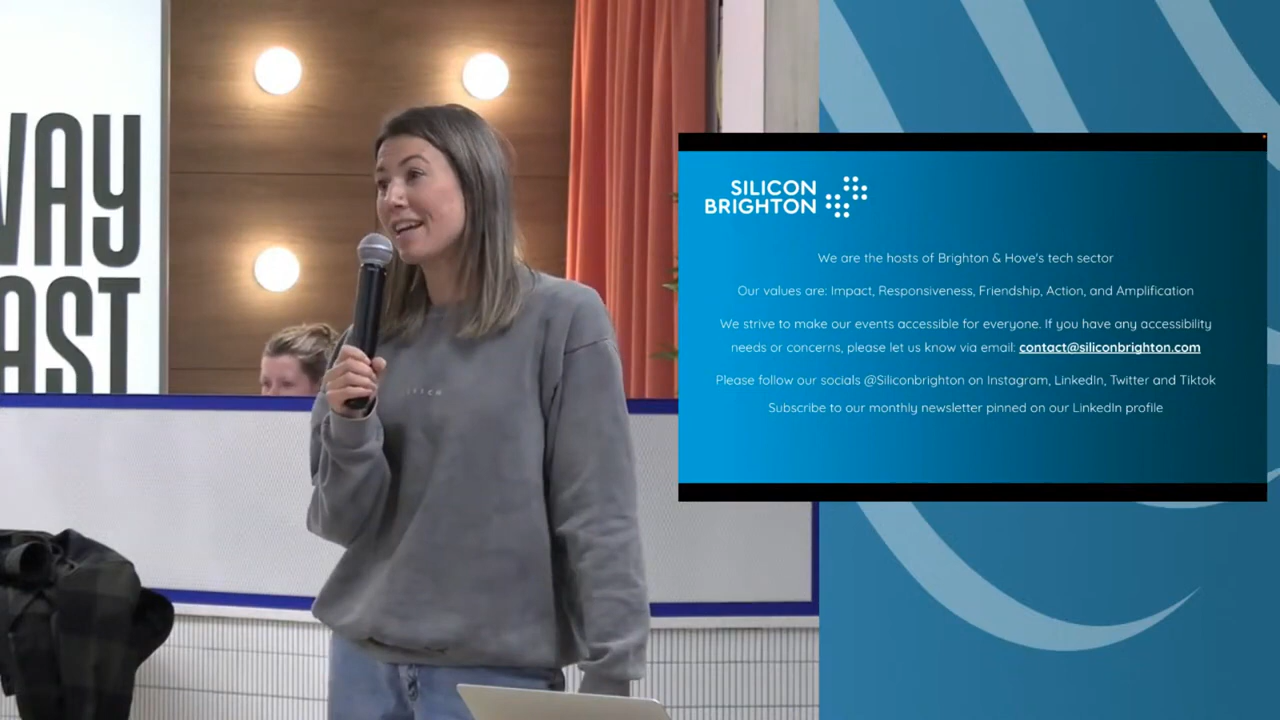 WAY
AST
SILICON
BRIGHTON
We are the hosts of Brighton & Hove's tech sector
Our values are: Impact, Responsiveness, Friendship, Action, and Amplification
We strive to make our events accessible for everyone. If you have any accessibility
needs or concerns, please let us know via email: contact@siliconbrighton.com
Please follow our socials @Siliconbrighton on Instagram, LinkedIn, Twitter and Tiktok
Subscribe to our monthly newsletter pinned on our LinkedIn profile